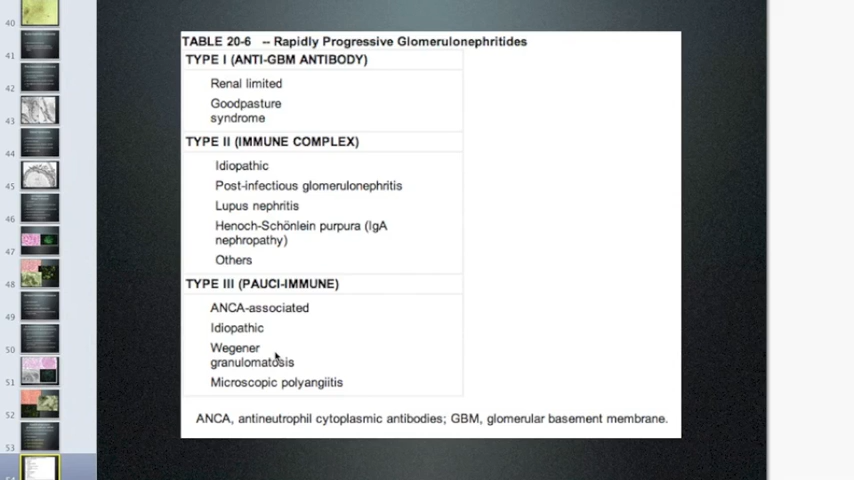 40
41
42
43
44
45
46
47
48
49
50
51
52
53
TABLE 20-6 -- Rapidly Progressive Glomerulonephritides
TYPE I (ANTI-GBM ANTIBODY)
Renal limited
Goodpasture
syndrome
TYPE II (IMMUNE COMPLEX)
Idiopathic
Post-infectious glomerulonephritis
Lupus nephritis
Henoch-Schönlein purpura (IgA
nephropathy)
Others
TYPE III (PAUCI-IMMUNE)
ANCA-associated
Idiopathic
Wegener
granulomatosis
Microscopic polyangiitis
ANCA, antineutrophil cytoplasmic antibodies; GBM, glomerular basement membrane.